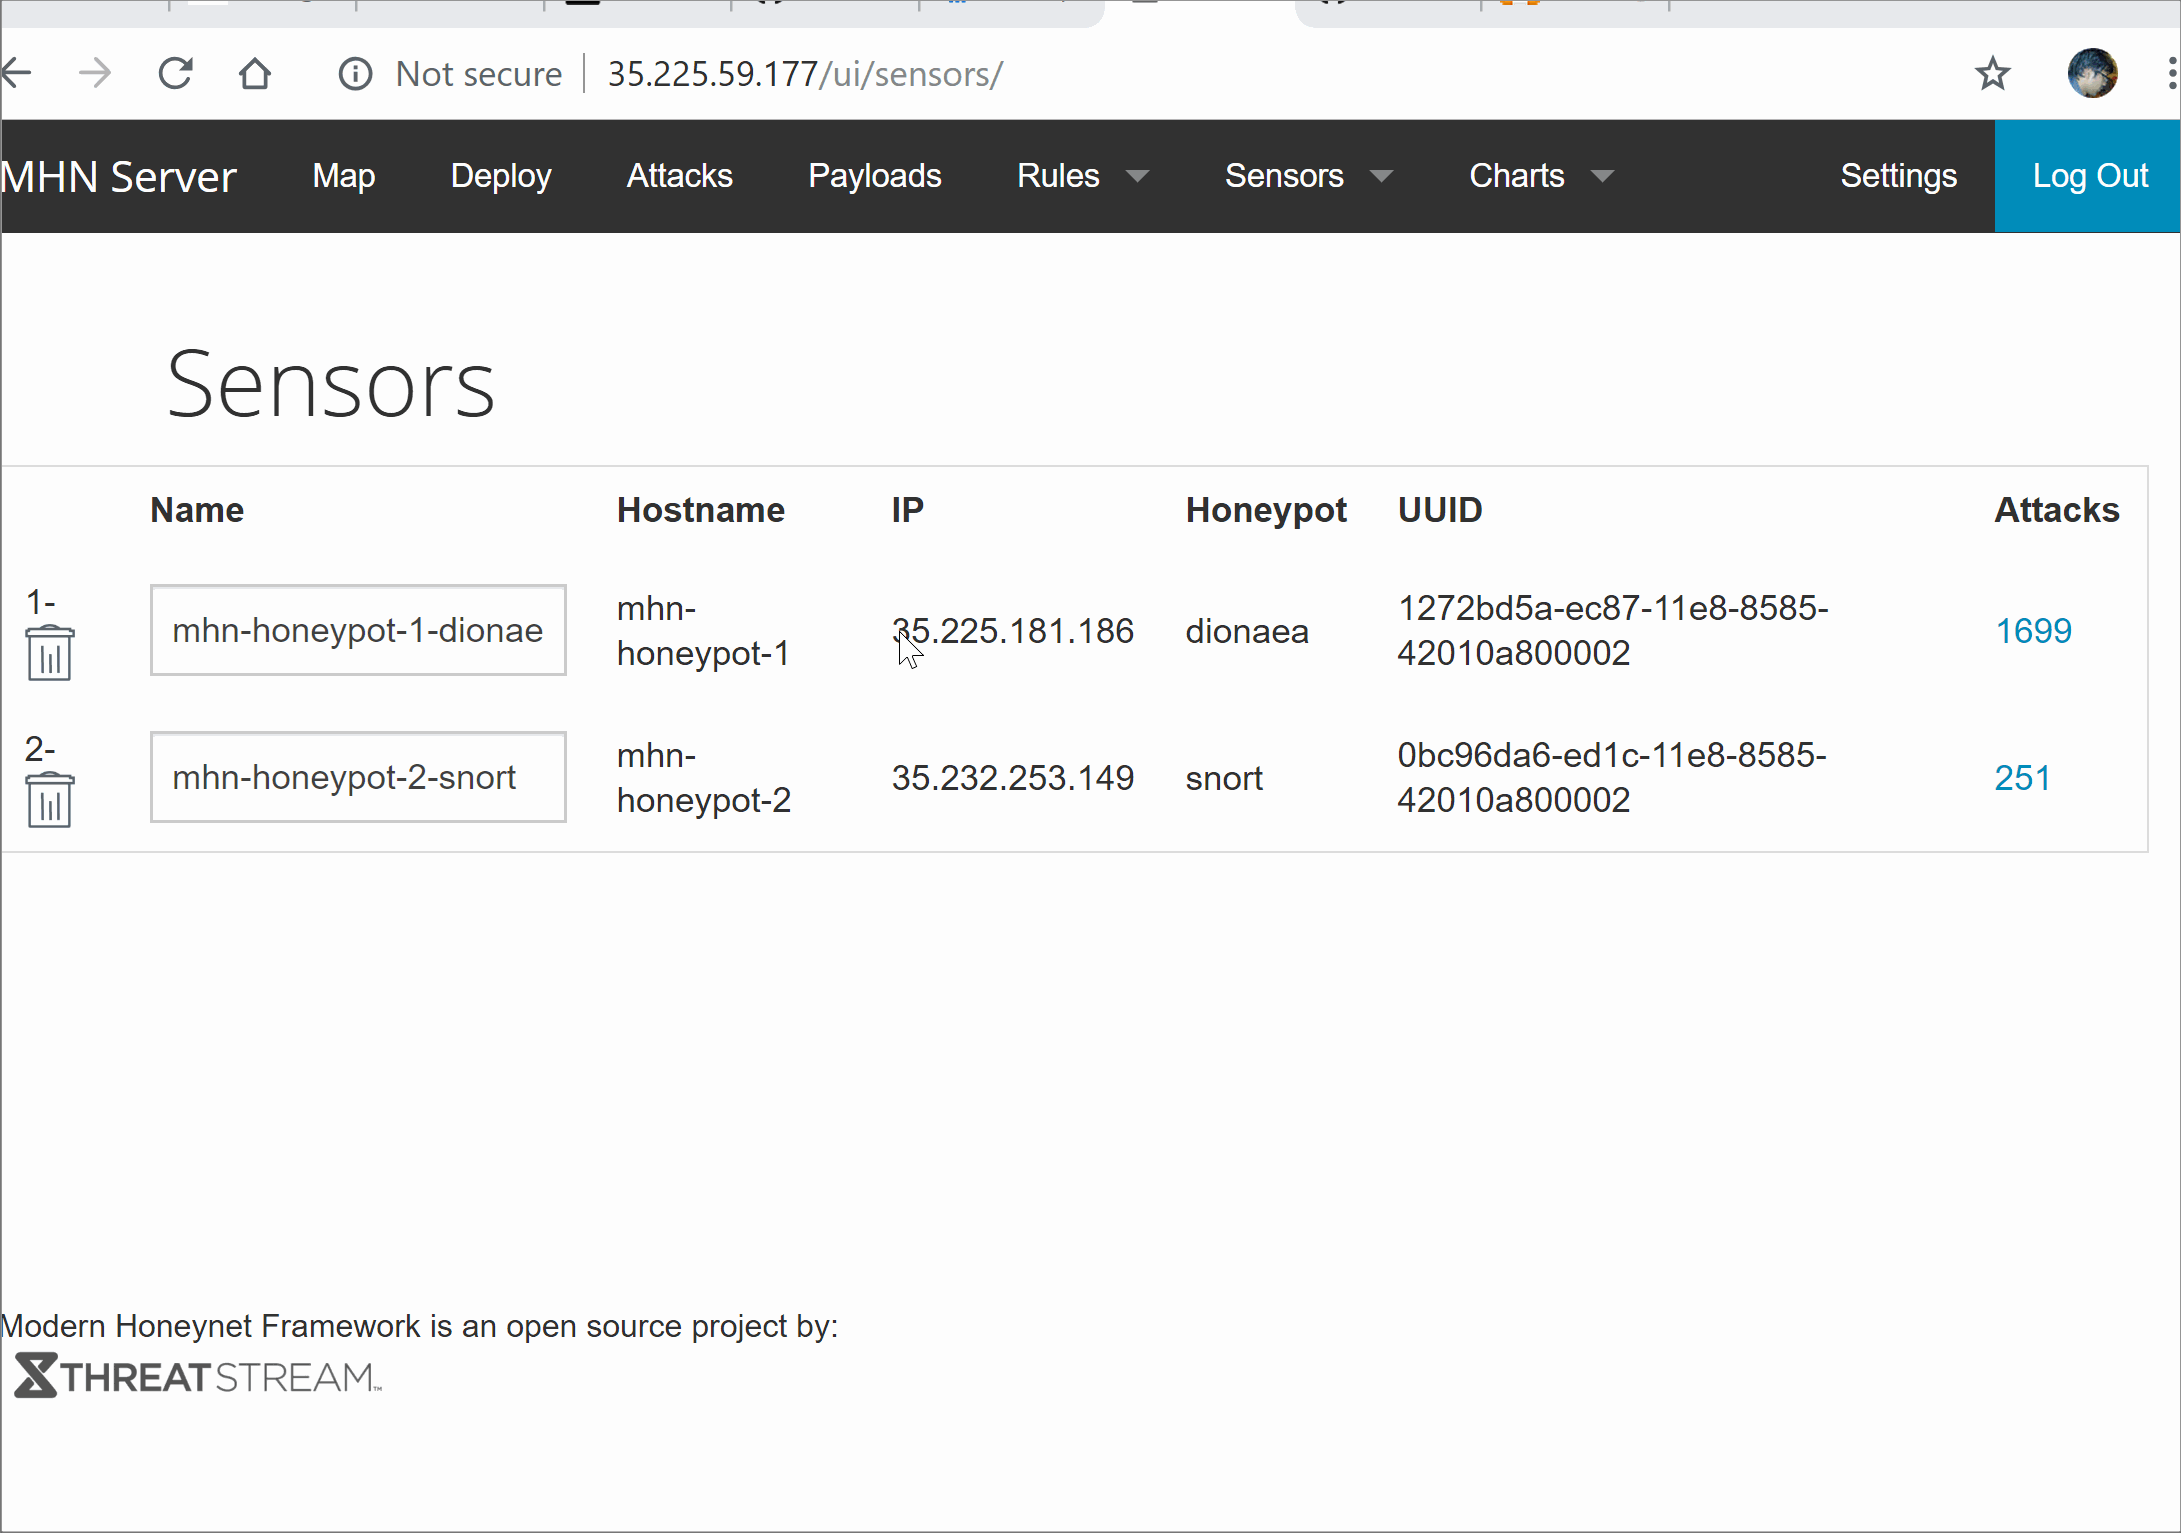 Not secure 35.225.59.177/ui/sensors/
MHN Server Map Deploy Attacks Payloads Rules Sensors Charts Settings Log Out
Sensors
Name Hostname IP Honeypot UUID Attacks
1- mhn-honeypot-1-dionae mhn- 35.225.181.186 dionaea 1272bd5a-ec87-11e8-8585- 1699
honeypot-1 42010a800002
2- mhn-honeypot-2-snort mhn- 35.232.253.149 snort 0bc96da6-ed1c-11e8-8585- 251
honeypot-2 42010a800002
Modern Honeynet Framework is an open source project by:
THREATSTREAM™